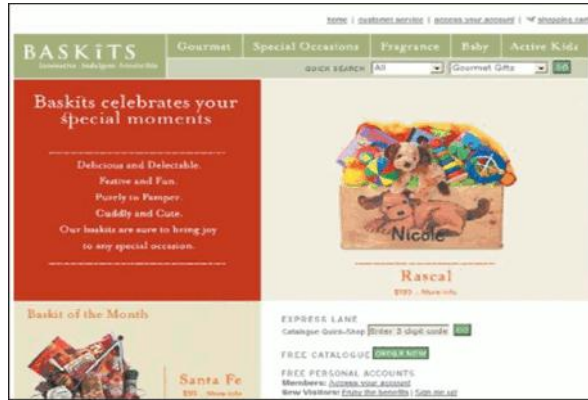 home | customer service | access your account | shopping cart
BASKiTS
Gourmet Special Occasions Fragrance Baby Active Kids
QUICK SEARCH All Gourmet Gifts GO
Baskits celebrates your
special moments
Delicious and Delectable.
Festive and Fun.
Purely to Pamper.
Cuddly and Cute.
Our baskits are sure to bring joy
to any special occasion.
Nicole
Rascal
More info
Baskit of the Month
Santa Fe
More info
EXPRESS LANE
Catalogue Quick-Shop Enter 3 digit code GO
FREE CATALOGUE ORDER NOW
FREE PERSONAL ACCOUNTS
Members: Access your account
New Visitors: Enjoy the benefits | Sign me up!